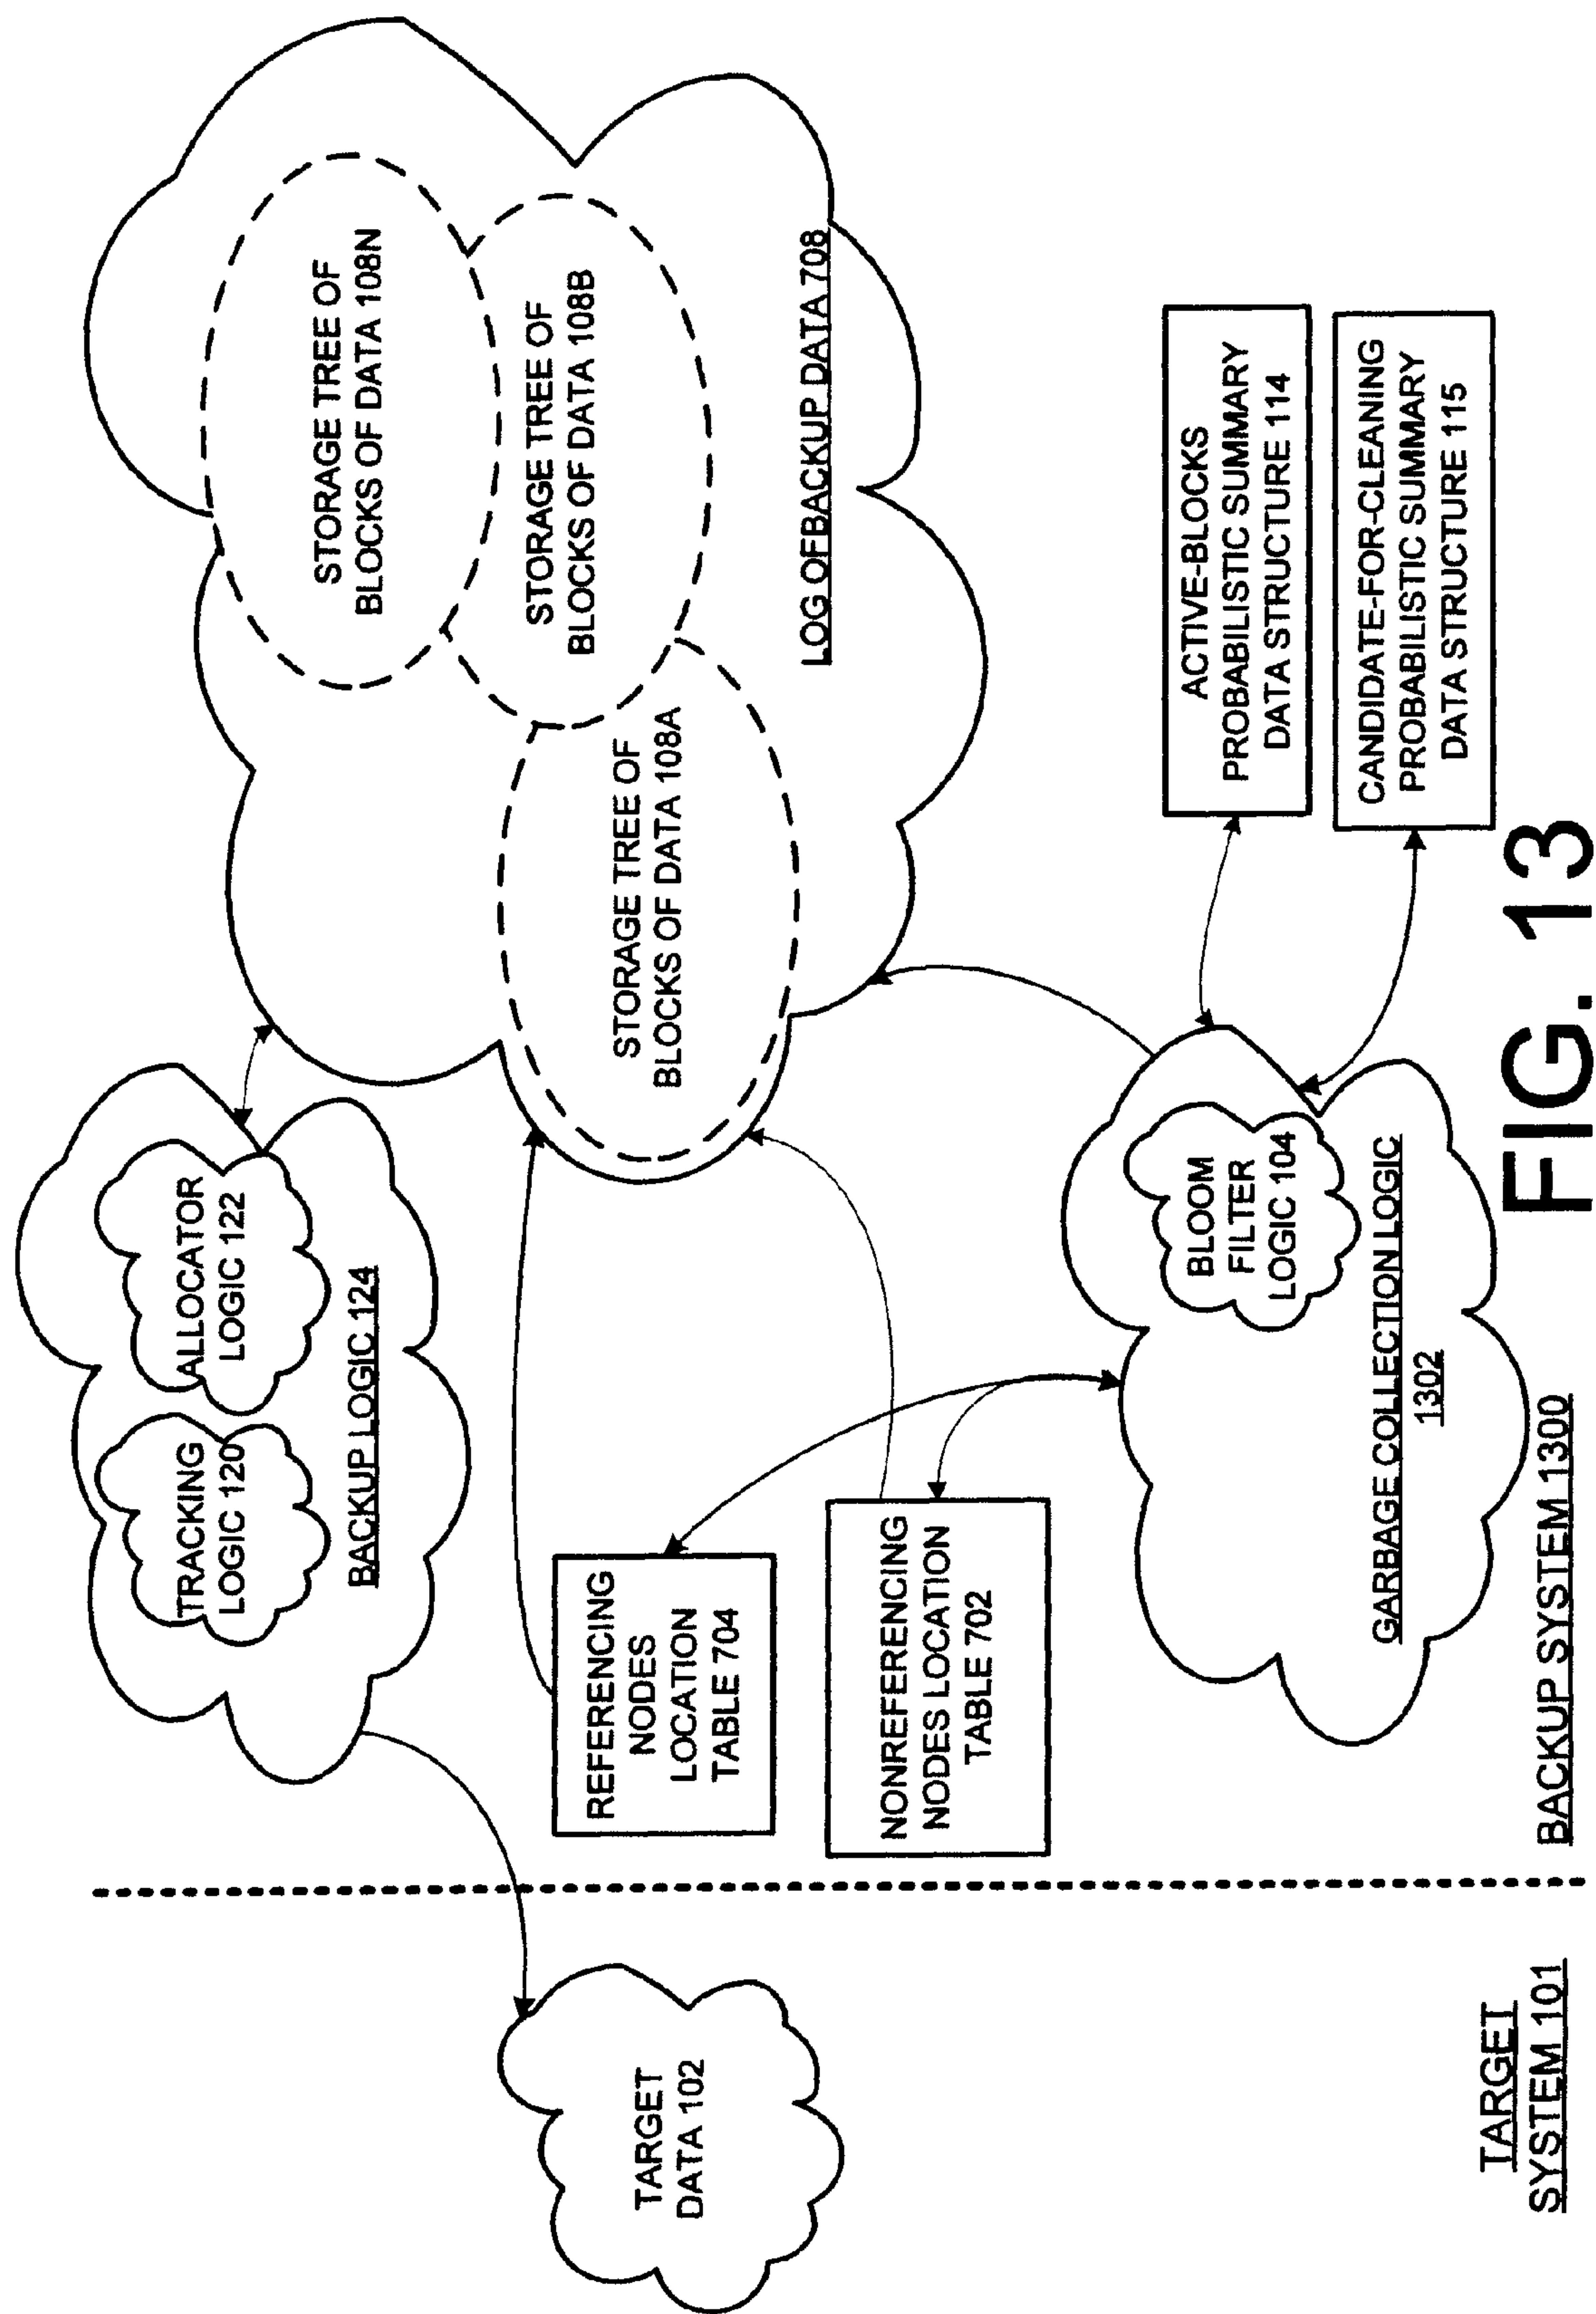 TARGET
DATA 102
TARGET
SYSTEM 101
TRACKING
LOGIC 120
ALLOCATOR
LOGIC 122
BACKUP LOGIC 124
REFERENCING
NODES
LOCATION
TABLE 704
NONREFERENCING
NODES LOCATION
TABLE 702
BLOOM
FILTER
LOGIC 104
GARBAGE COLLECTION LOGIC
1302
BACKUP SYSTEM 1300
STORAGE TREE OF
BLOCKS OF DATA 108N
STORAGE TREE OF
BLOCKS OF DATA 108B
STORAGE TREE OF
BLOCKS OF DATA 108A
LOG OFBACKUP DATA 708
ACTIVE-BLOCKS
PROBABILISTIC SUMMARY
DATA STRUCTURE 114
CANDIDATE-FOR-CLEANING
PROBABILISTIC SUMMARY
DATA STRUCTURE 115
FIG. 13